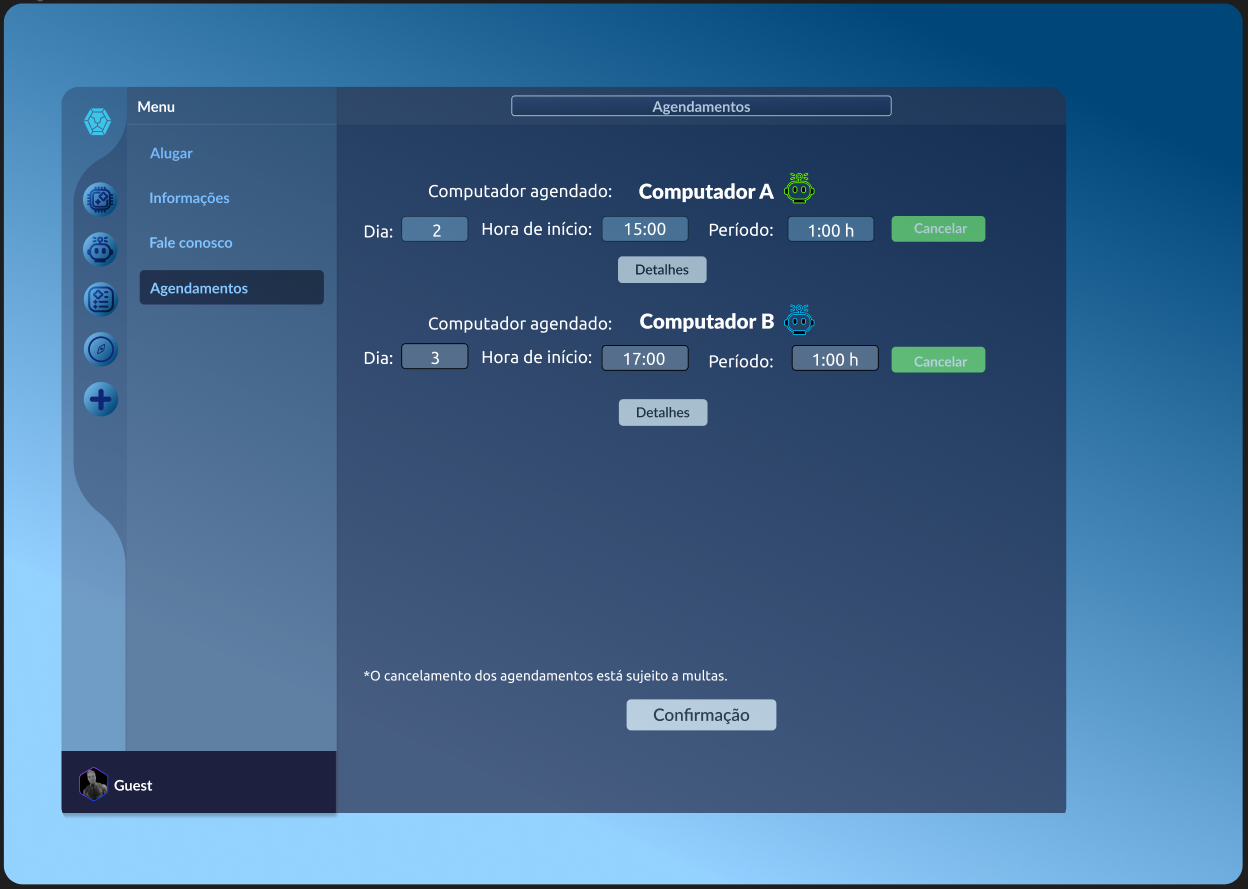 Menu
Agendamentos
Alugar
Informações
Fale conosco
Agendamentos
Computador agendado: Computador A
Dia: 2 Hora de início: 15:00 Período: 1:00 h Cancelar
Detalhes
Computador agendado: Computador B
Dia: 3 Hora de início: 17:00 Período: 1:00 h Cancelar
Detalhes
*O cancelamento dos agendamentos está sujeito a multas.
Confirmação
Guest